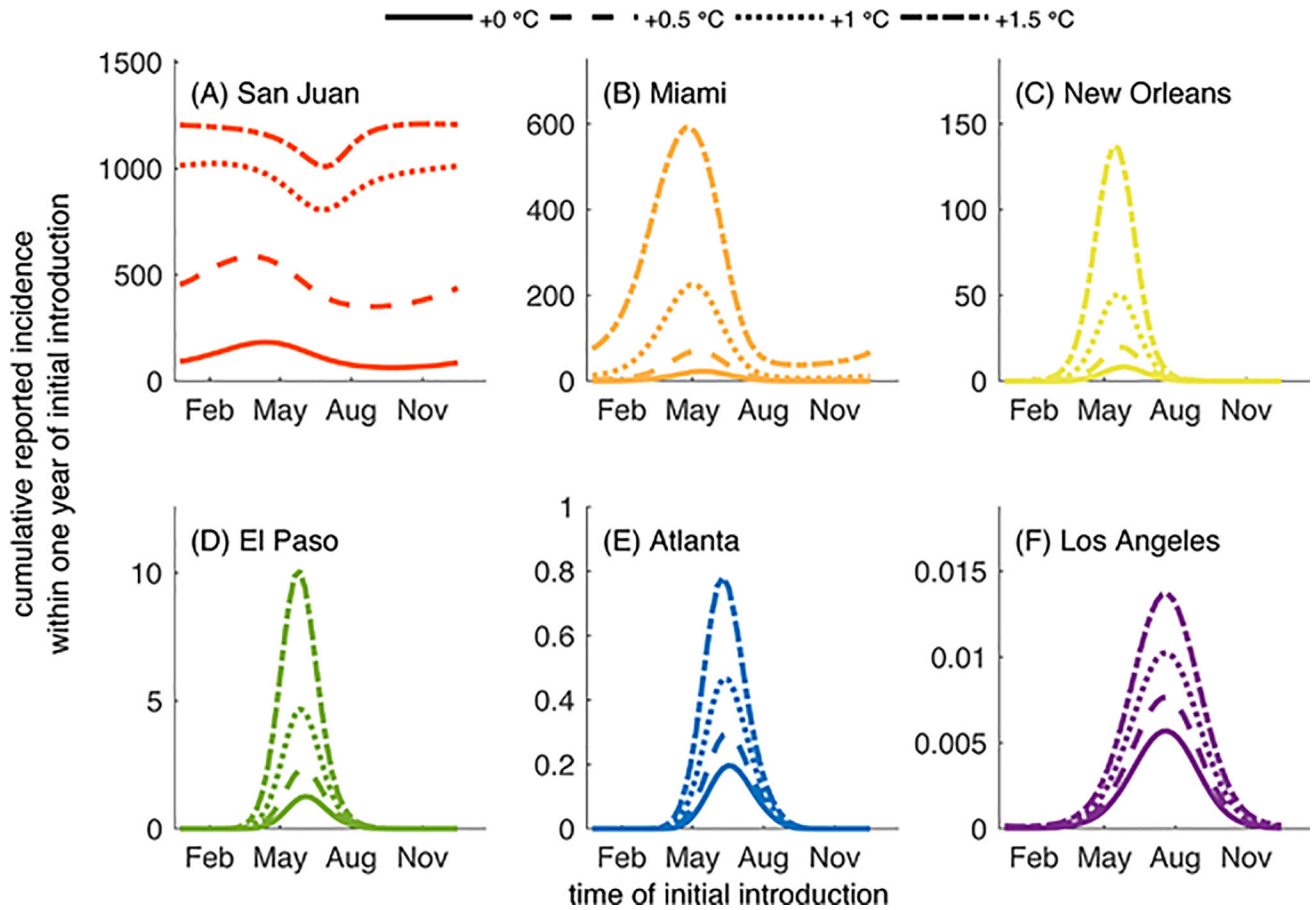 +0 °C +0.5 °C +1 °C +1.5 °C
cumulative reported incidence
within one year of initial introduction
(A) San Juan
1500
1000
500
0
Feb May Aug Nov
(B) Miami
600
400
200
0
Feb May Aug Nov
(C) New Orleans
150
100
50
0
Feb May Aug Nov
(D) El Paso
10
5
0
Feb May Aug Nov
(E) Atlanta
1
0.8
0.6
0.4
0.2
0
Feb May Aug Nov
(F) Los Angeles
0.015
0.01
0.005
0
Feb May Aug Nov
time of initial introduction